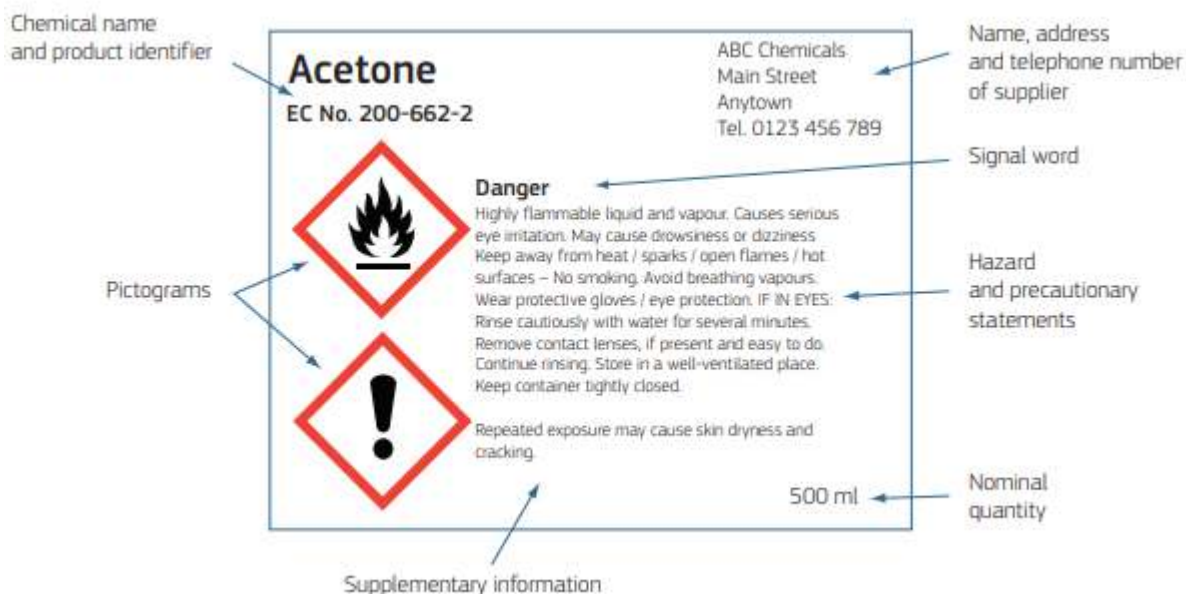 Chemical name
and product identifier
Acetone
EC No. 200-662-2
ABC Chemicals
Main Street
Anytown
Tel. 0123 456 789
Name, address
and telephone number
of supplier
Signal word
Danger
Highly flammable liquid and vapour. Causes serious
eye irritation. May cause drowsiness or dizziness
Keep away from heat / sparks / open flames / hot
surfaces – No smoking. Avoid breathing vapours.
Wear protective gloves / eye protection. IF IN EYES:
Rinse cautiously with water for several minutes.
Remove contact lenses, if present and easy to do.
Continue rinsing. Store in a well-ventilated place.
Keep container tightly closed.
Repeated exposure may cause skin dryness and
cracking.
Pictograms
Hazard
and precautionary
statements
500 ml
Nominal
quantity
Supplementary information